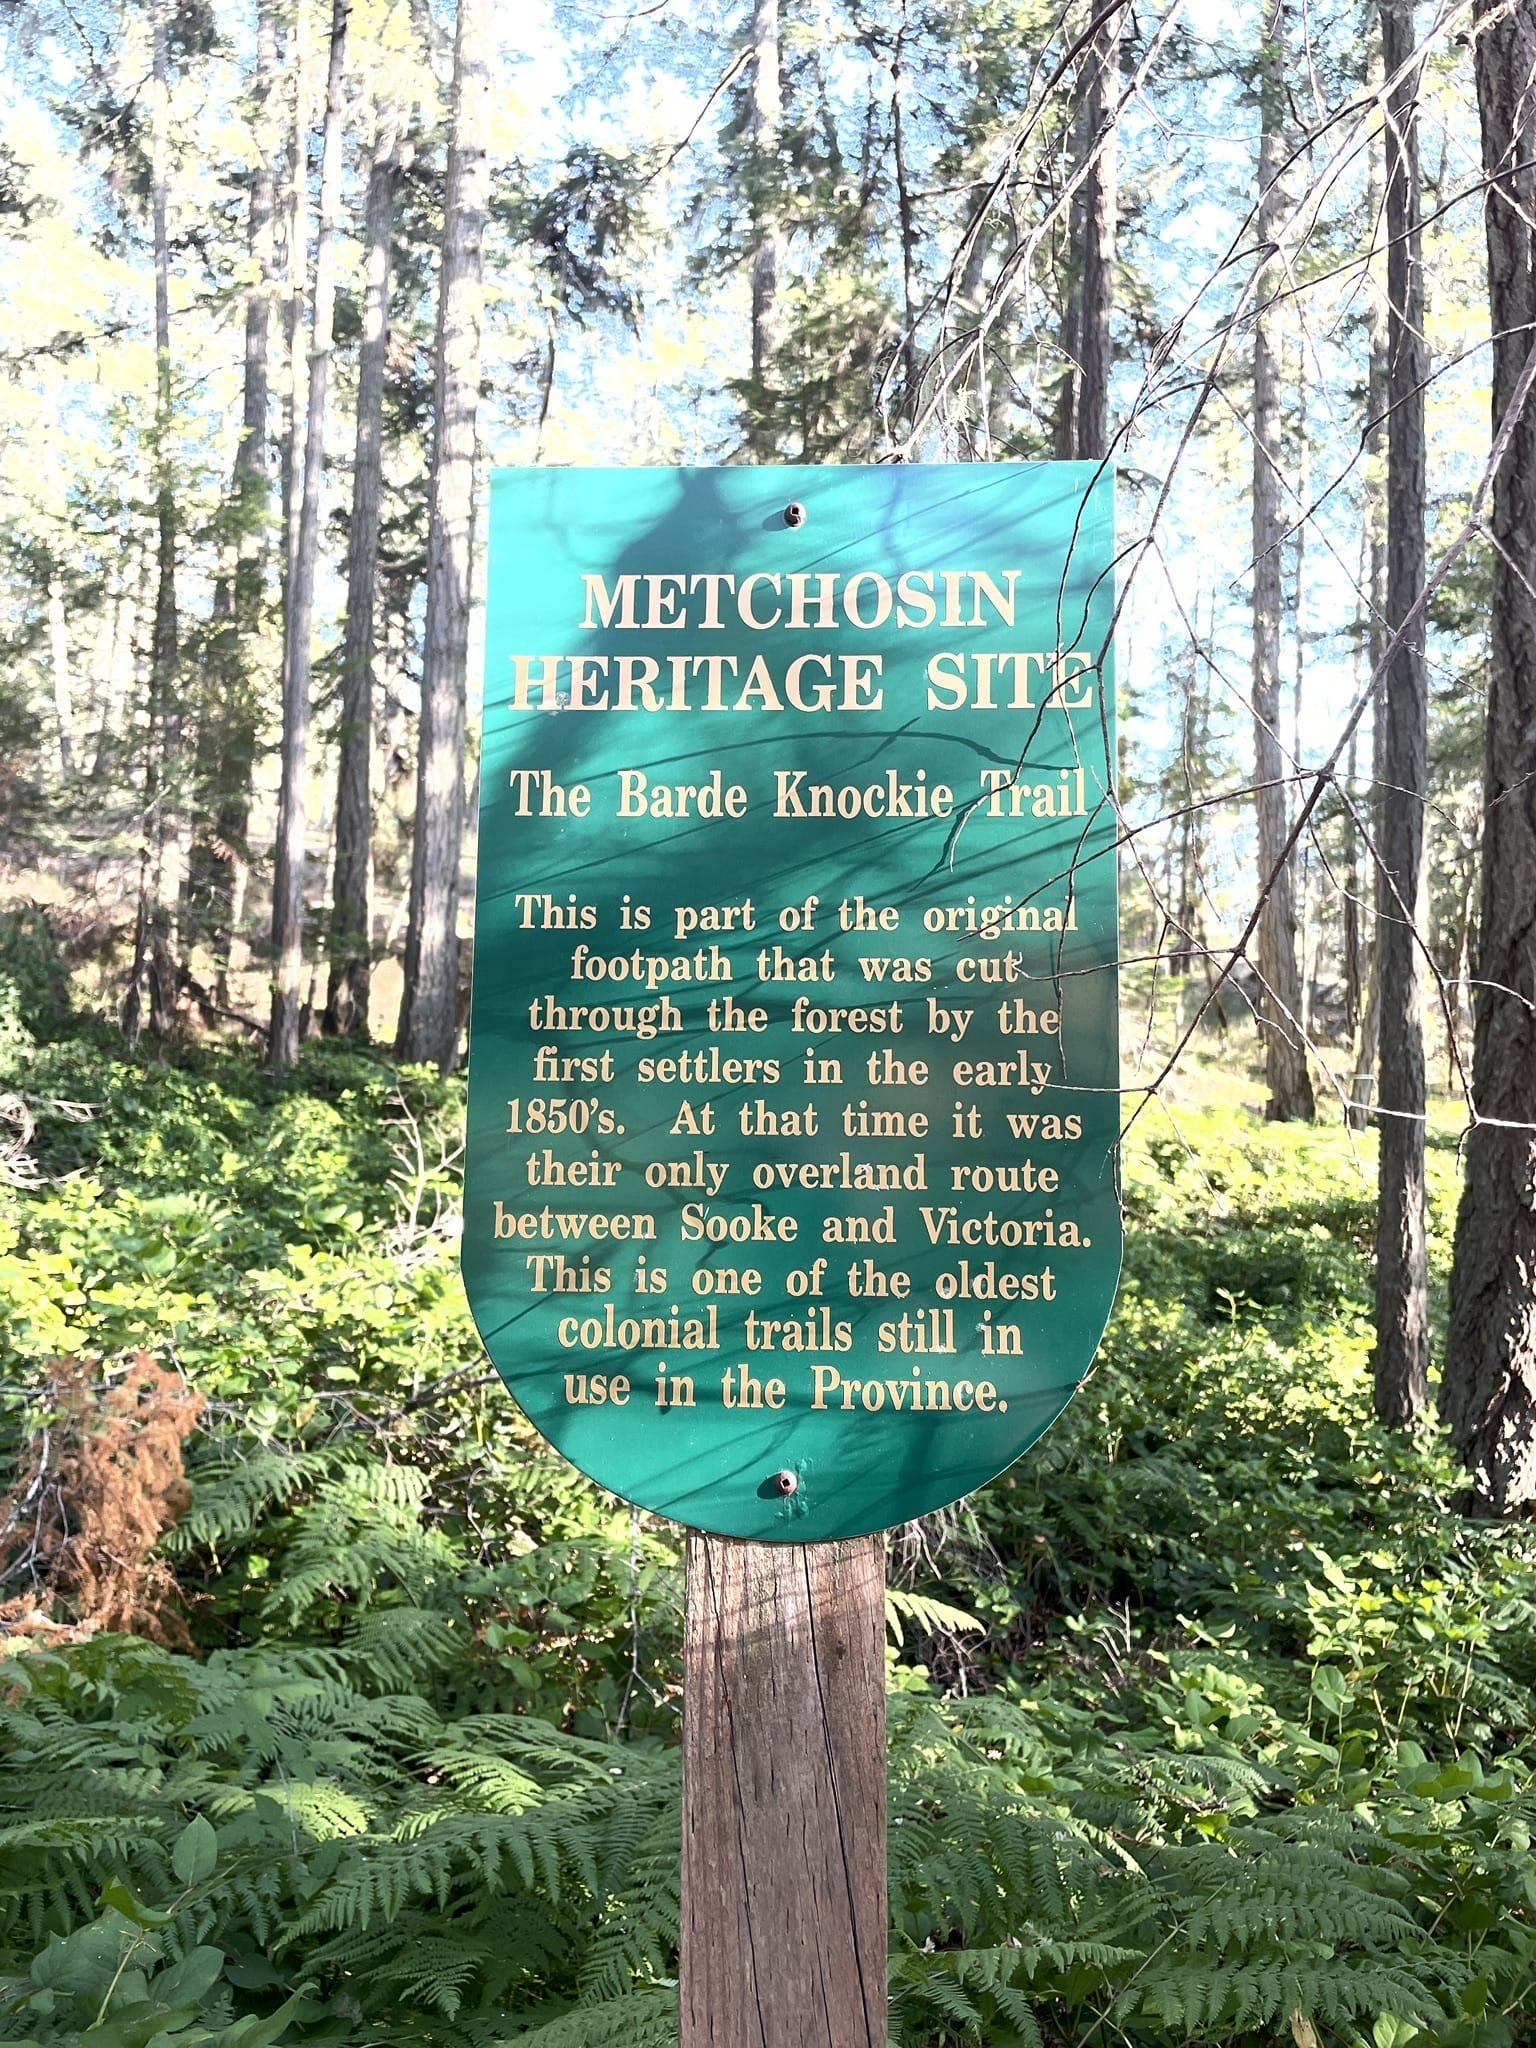 METCHOSIN
HERITAGE SITE
The Barde Knockie Trail
This is part of the original
footpath that was cut
through the forest by the
first settlers in the early
1850's. At that time it was
their only overland route
between Sooke and Victoria.
This is one of the oldest
colonial trails still in
use in the Province.